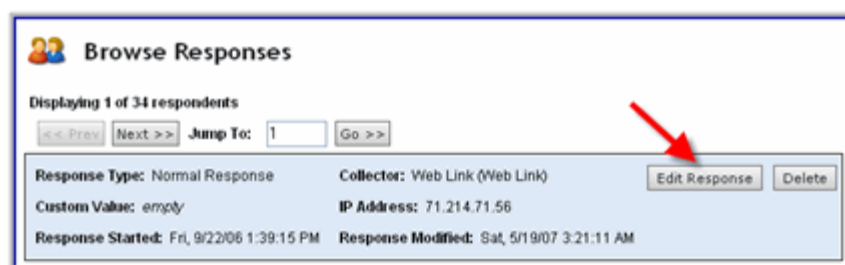 Browse Responses
Displaying 1 of 34 respondents
<< Prev Next >> Jump To: 1 Go >>
Response Type: Normal Response Collector: Web Link (Web Link) Edit Response Delete
Custom Value: empty IP Address: 71.214.71.56
Response Started: Fri, 9/22/06 1:39:15 PM Response Modified: Sat, 5/19/07 3:21:11 AM